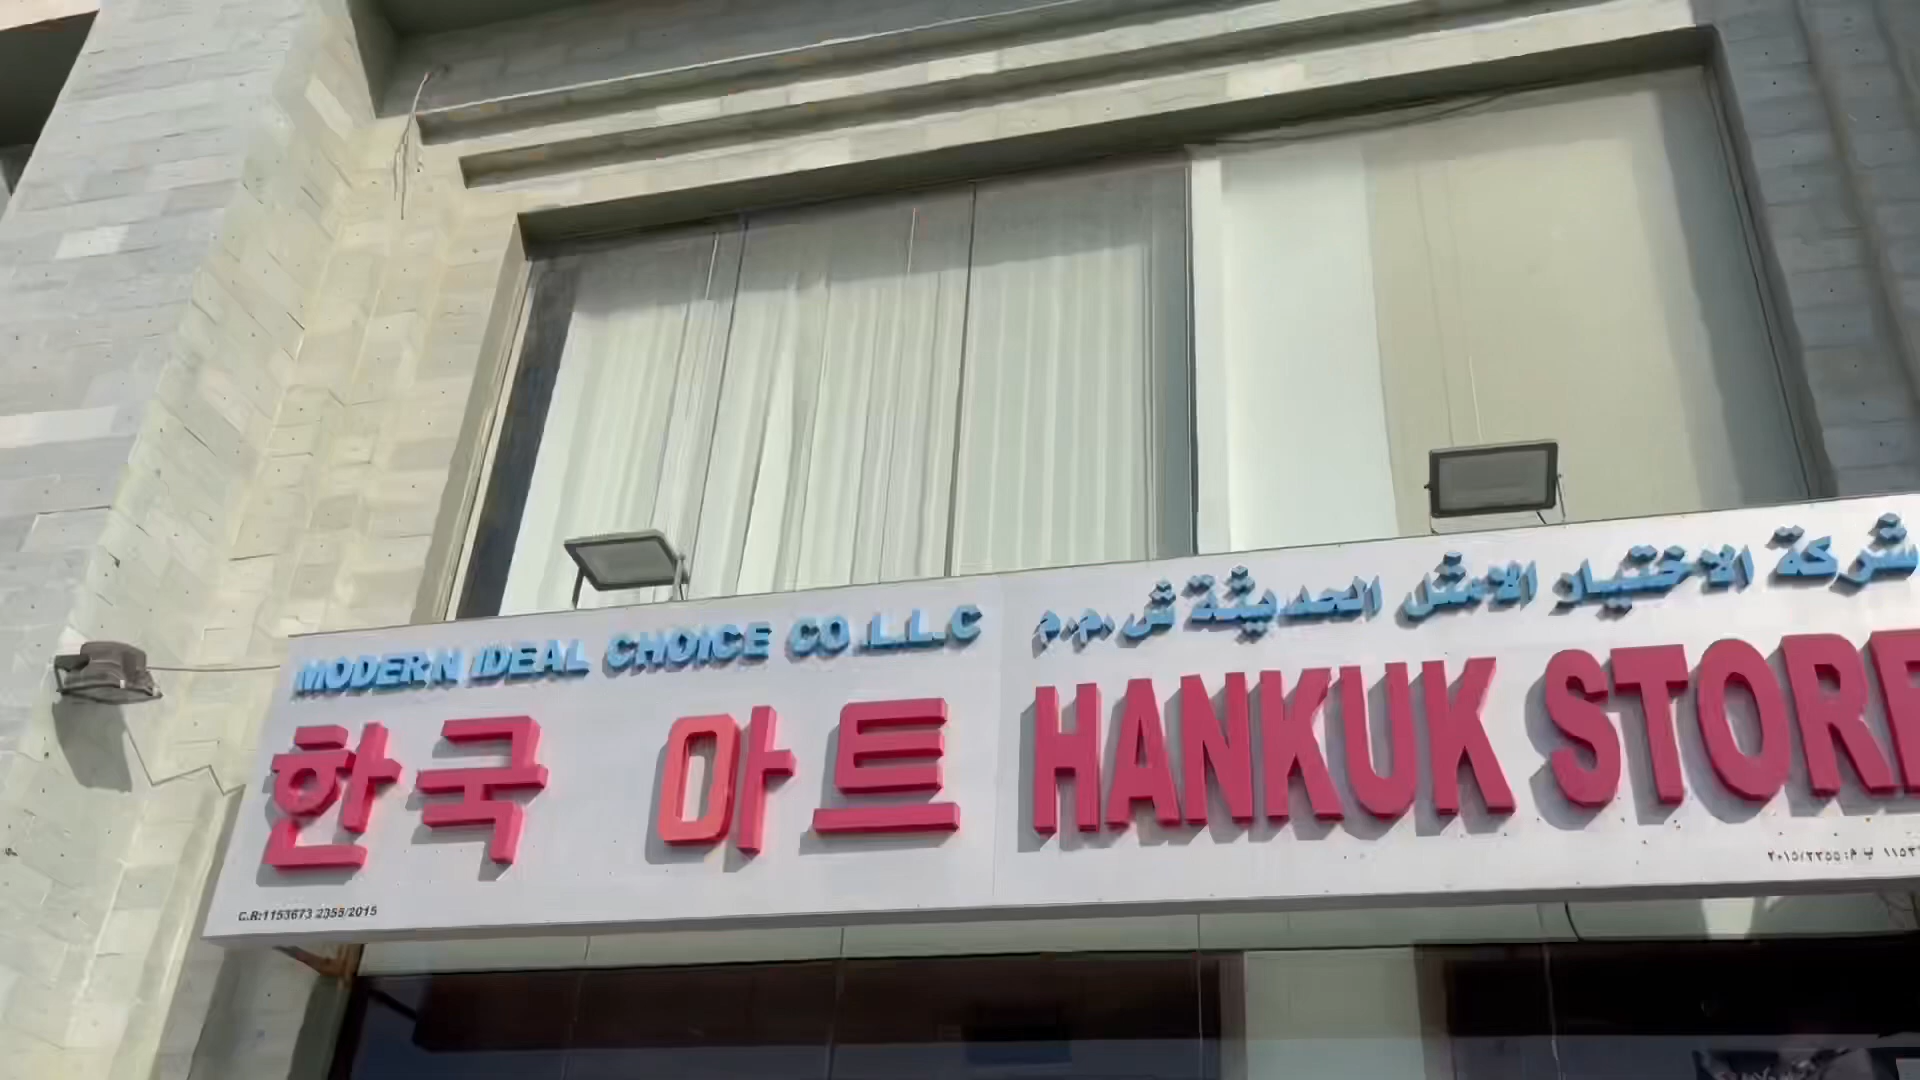 MODERN IDEAL CHOICE CO.L.L.C
شركة الاختيار الامثل الحديثة ش.م.م
한국 마트 HANKUK STORE
C.R:1153673 2355/2015